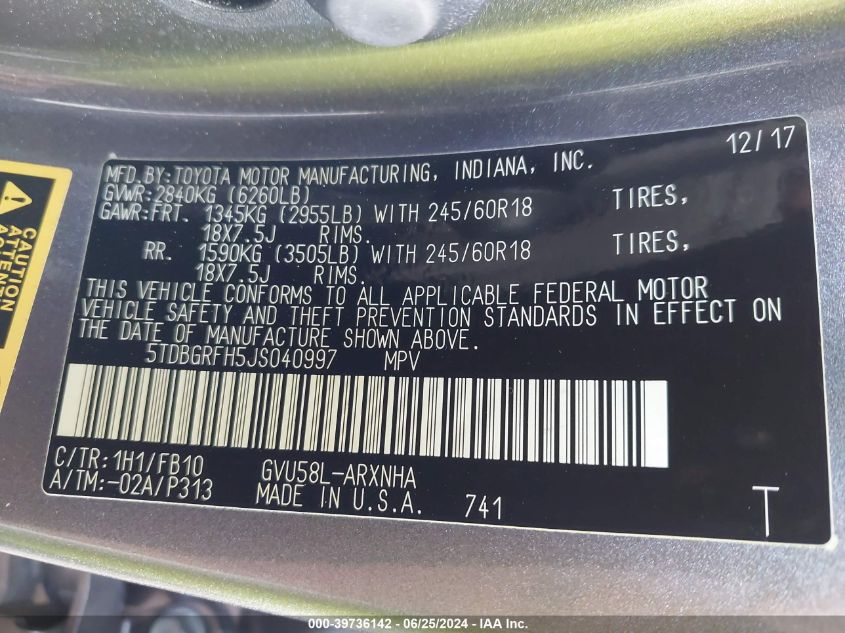 12/17
MFD.BY:TOYOTA MOTOR MANUFACTURING, INDIANA, INC.
GVWR:2840KG (6260LB)
GAWR:FRT. 1345KG (2955LB) WITH 245/60R18 TIRES,
18X7.5J RIMS.
RR. 1590KG (3505LB) WITH 245/60R18 TIRES,
18X7.5J RIMS.
THIS VEHICLE CONFORMS TO ALL APPLICABLE FEDERAL MOTOR
VEHICLE SAFETY AND THEFT PREVENTION STANDARDS IN EFFECT ON
THE DATE OF MANUFACTURE SHOWN ABOVE.
5TDBGRFH5JS040997 MPV
C/TR:1H1/FB10 GVU58L-ARXNHA
A/TM:-02A/P313 MADE IN U.S.A. 741 T
CAUTION
ATTENTION
000-39736142 - 06/25/2024 - IAA Inc.